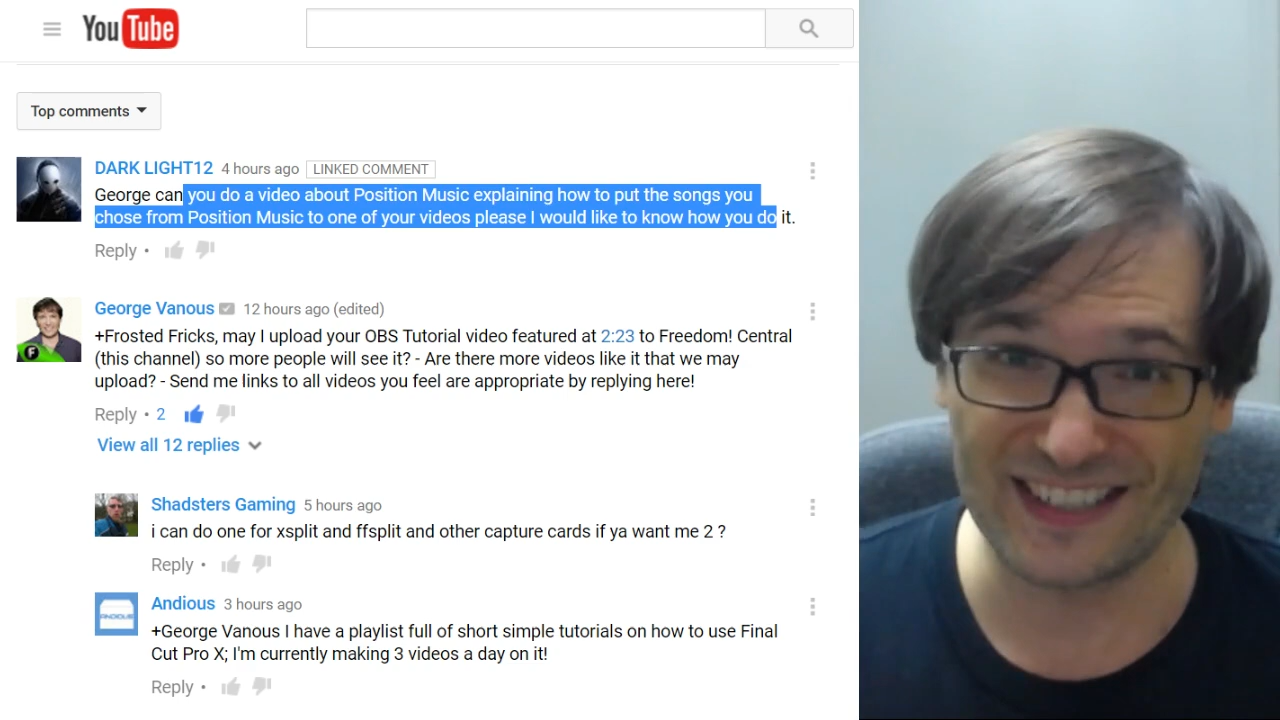 YouTube
Top comments
DARK LIGHT12 4 hours ago LINKED COMMENT
George can you do a video about Position Music explaining how to put the songs you
chose from Position Music to one of your videos please I would like to know how you do it.
Reply •
George Vanous 12 hours ago (edited)
+Frosted Fricks, may I upload your OBS Tutorial video featured at 2:23 to Freedom! Central
(this channel) so more people will see it? - Are there more videos like it that we may
upload? - Send me links to all videos you feel are appropriate by replying here!
Reply • 2
View all 12 replies
Shadsters Gaming 5 hours ago
i can do one for xsplit and ffsplit and other capture cards if ya want me 2 ?
Reply •
ANDIOUS
Andious 3 hours ago
+George Vanous I have a playlist full of short simple tutorials on how to use Final
Cut Pro X; I'm currently making 3 videos a day on it!
Reply •